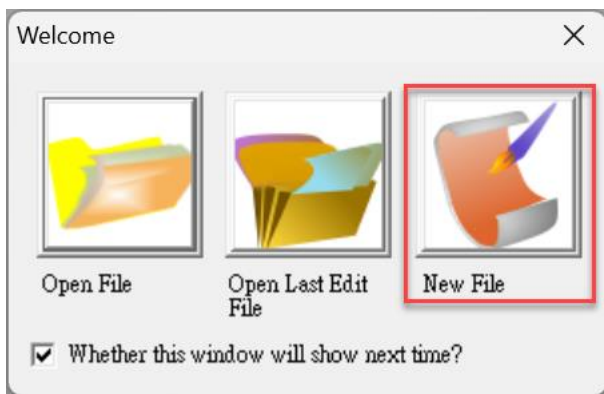 Welcome
Open File
Open Last Edit
File
New File
Whether this window will show next time?